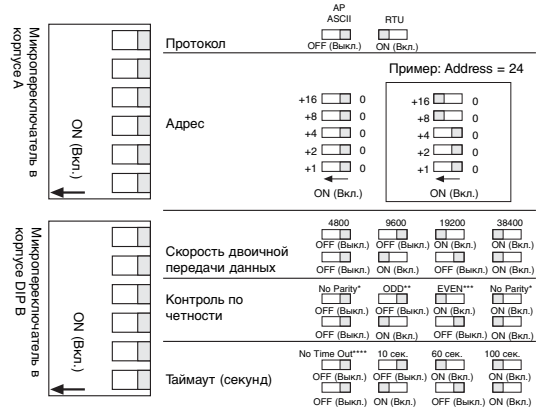 Микропереключатель в
корпусе A
ON (Вкл.)
Протокол
AP
ASCII
OFF (Выкл.)
RTU
ON (Вкл.)
Адрес
+16 0
+8 0
+4 0
+2 0
+1 0
ON (Вкл.)
Пример: Address = 24
+16 0
+8 0
+4 0
+2 0
+1 0
ON (Вкл.)
Микропереключатель в
корпусе DIP B
ON (Вкл.)
Скорость двоичной
передачи данных
4800 9600 19200 38400
OFF (Выкл.) OFF (Выкл.) ON (Вкл.) ON (Вкл.)
OFF (Выкл.) ON (Вкл.) OFF (Выкл.) ON (Вкл.)
Контроль по
четности
No Parity* ODD** EVEN*** No Parity*
OFF (Выкл.) OFF (Выкл.) ON (Вкл.) ON (Вкл.)
OFF (Выкл.) ON (Вкл.) OFF (Выкл.) ON (Вкл.)
Таймаут (секунд)
No Time Out**** 10 сек. 60 сек. 100 сек.
OFF (Выкл.) OFF (Выкл.) ON (Вкл.) ON (Вкл.)
OFF (Выкл.) ON (Вкл.) OFF (Выкл.) ON (Вкл.)